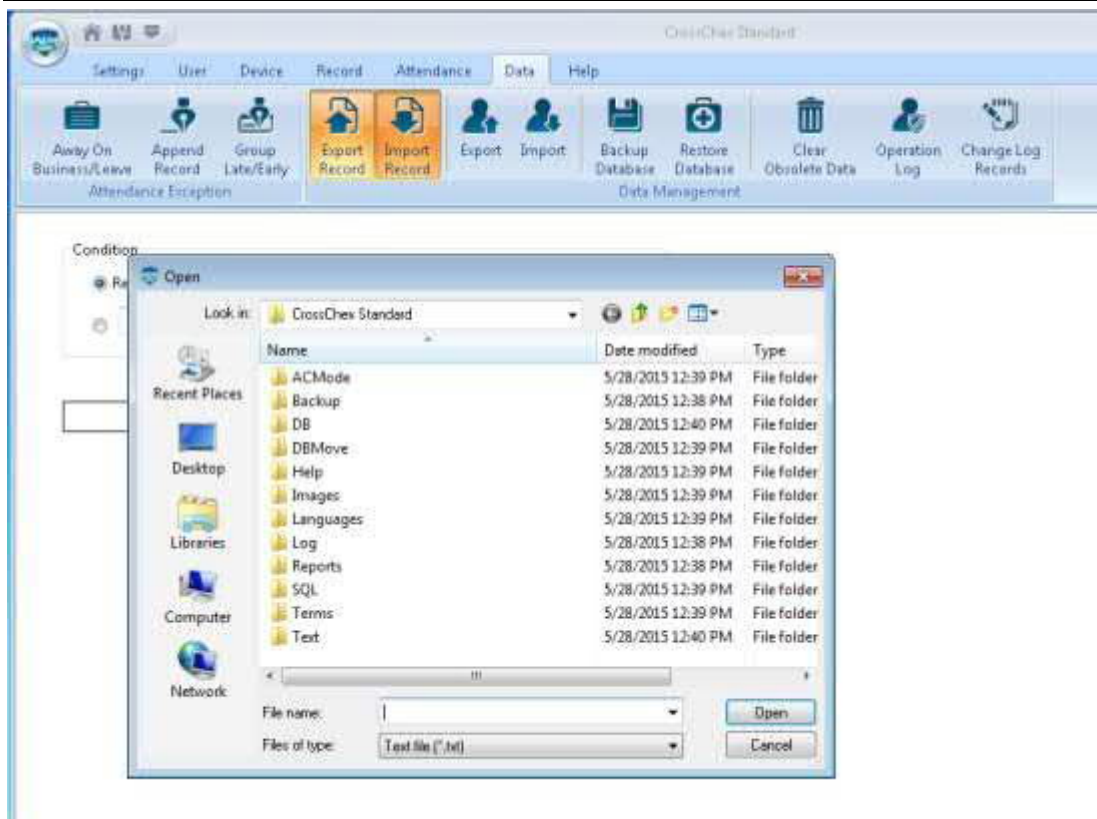 CrossChex Standard
Settings User Device Record Attendance Data Help
Away On Business/Leave
Append Record
Group Late/Early
Export Record
Import Record
Export
Import
Backup Database
Restore Database
Clear Obsolete Data
Operation Log
Change Log Records
Attendance Exception
Data Management
Condition
Re
Open
Look in: CrossChex Standard
Name Date modified Type
ACMode 5/28/2015 12:39 PM File folder
Backup 5/28/2015 12:38 PM File folder
DB 5/28/2015 12:40 PM File folder
DBMove 5/28/2015 12:39 PM File folder
Help 5/28/2015 12:39 PM File folder
Images 5/28/2015 12:39 PM File folder
Languages 5/28/2015 12:39 PM File folder
Log 5/28/2015 12:38 PM File folder
Reports 5/28/2015 12:38 PM File folder
SQL 5/28/2015 12:39 PM File folder
Terms 5/28/2015 12:39 PM File folder
Text 5/28/2015 12:40 PM File folder
Recent Places
Desktop
Libraries
Computer
Network
File name: Open
Files of type: Text file (*.txt) Cancel